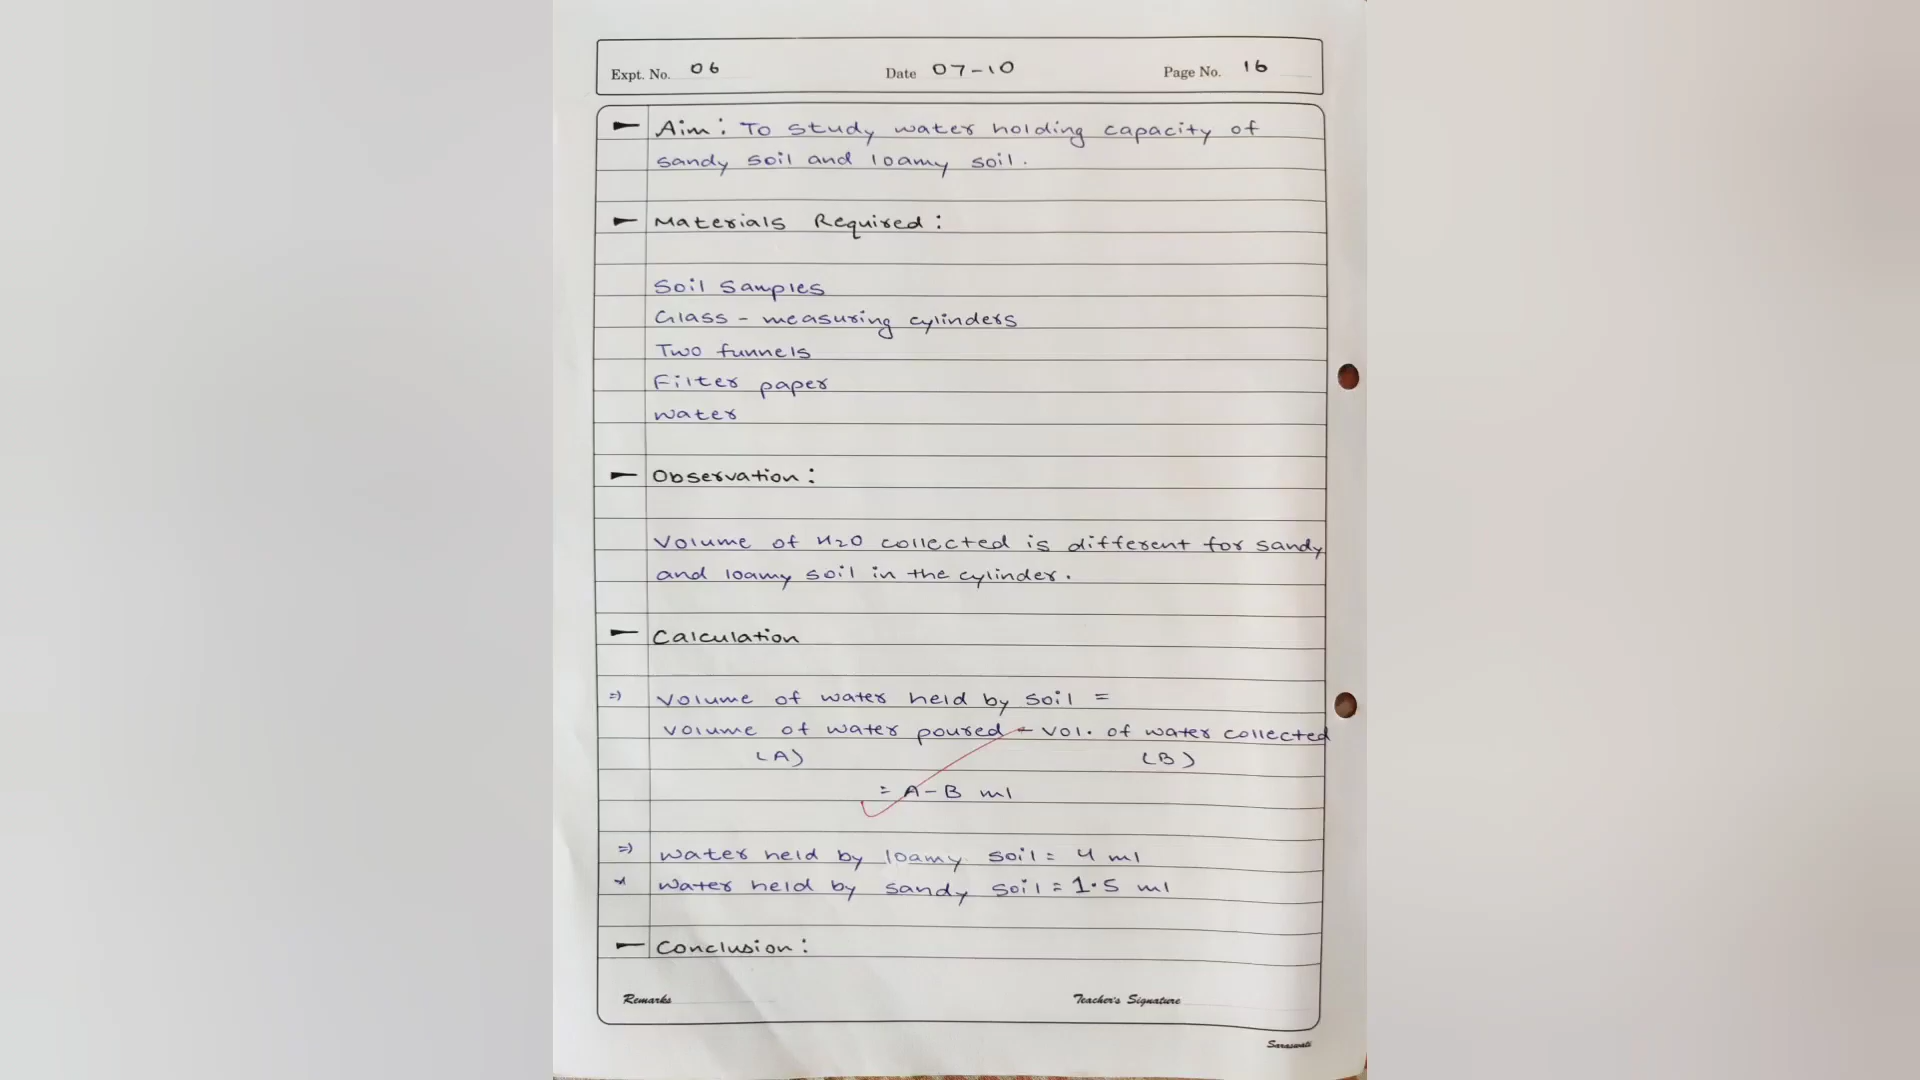 Expt. No. 06 Date 07-10 Page No. 16
Aim: To study water holding capacity of
sandy soil and loamy soil.
Materials Required:
Soil Samples
Glass - measuring cylinders
Two funnels
Filter paper
Water
Observation:
Volume of H2O collected is different for sandy
and loamy soil in the cylinder.
Calculation
⇒ Volume of water held by soil =
volume of water poured - vol. of water collected
(A) (B)
= A-B ml
⇒ water held by loamy soil = 4 ml
* water held by sandy soil = 1.5 ml
Conclusion:
Remarks Teacher's Signature
Saraswati